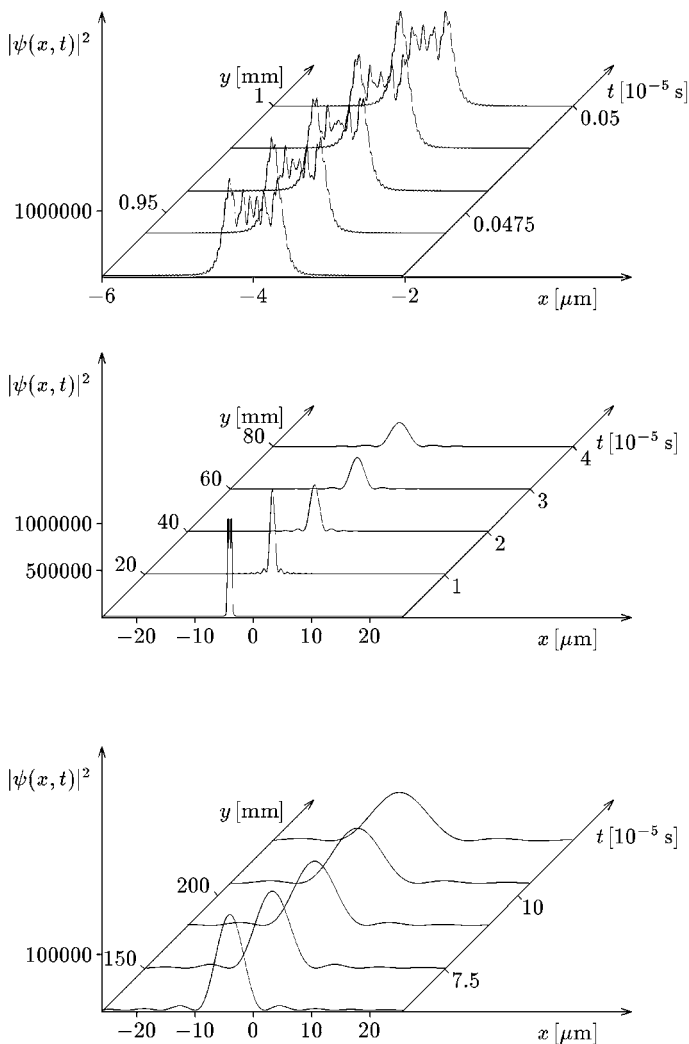 |ψ(x, t)|²
y [mm]
1
t [10⁻⁵ s]
0.05
0.95
1000000
0.0475
−6
−4
−2
x [μm]
|ψ(x, t)|²
y [mm]
80
t [10⁻⁵ s]
4
60
3
40
1000000
2
20
500000
1
−20
−10
0
10
20
x [μm]
|ψ(x, t)|²
y [mm]
t [10⁻⁵ s]
200
10
100000
150
7.5
−20
−10
0
10
20
x [μm]